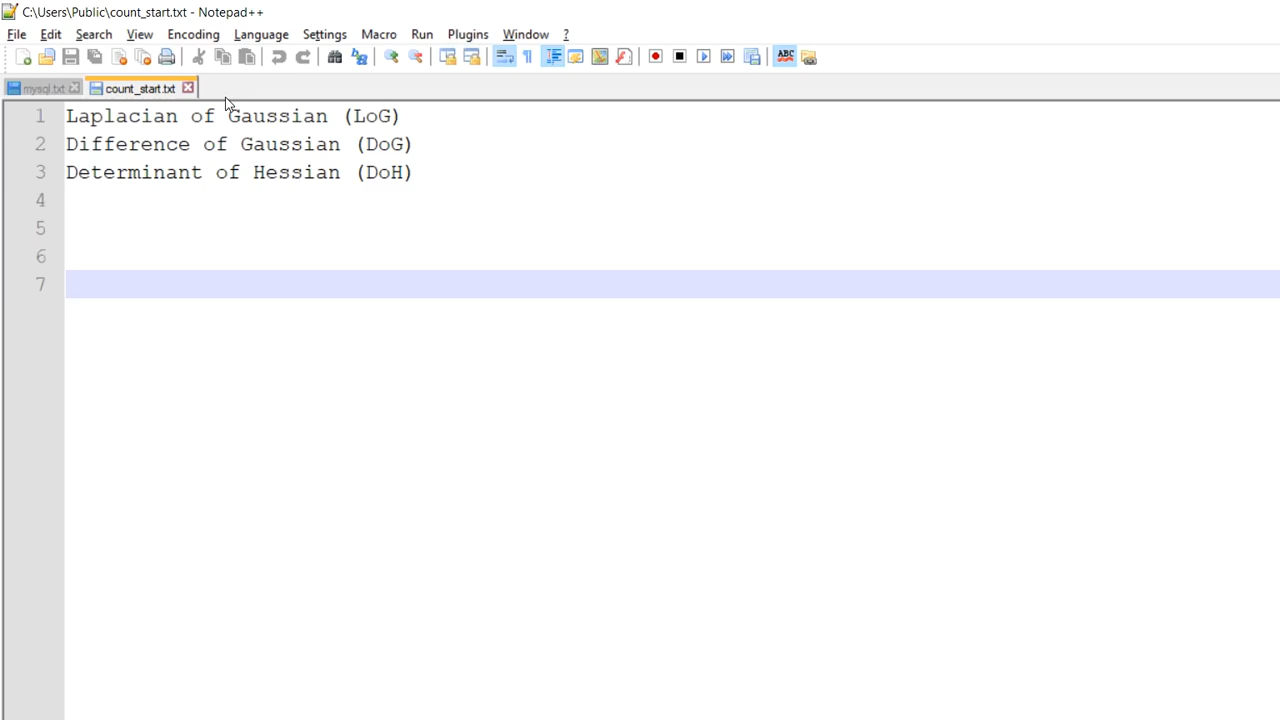 C:\Users\Public\count_start.txt - Notepad++
File Edit Search View Encoding Language Settings Macro Run Plugins Window ?
ABC
mysql.txt count_start.txt
1 Laplacian of Gaussian (LoG)
2 Difference of Gaussian (DoG)
3 Determinant of Hessian (DoH)
4
5
6
7